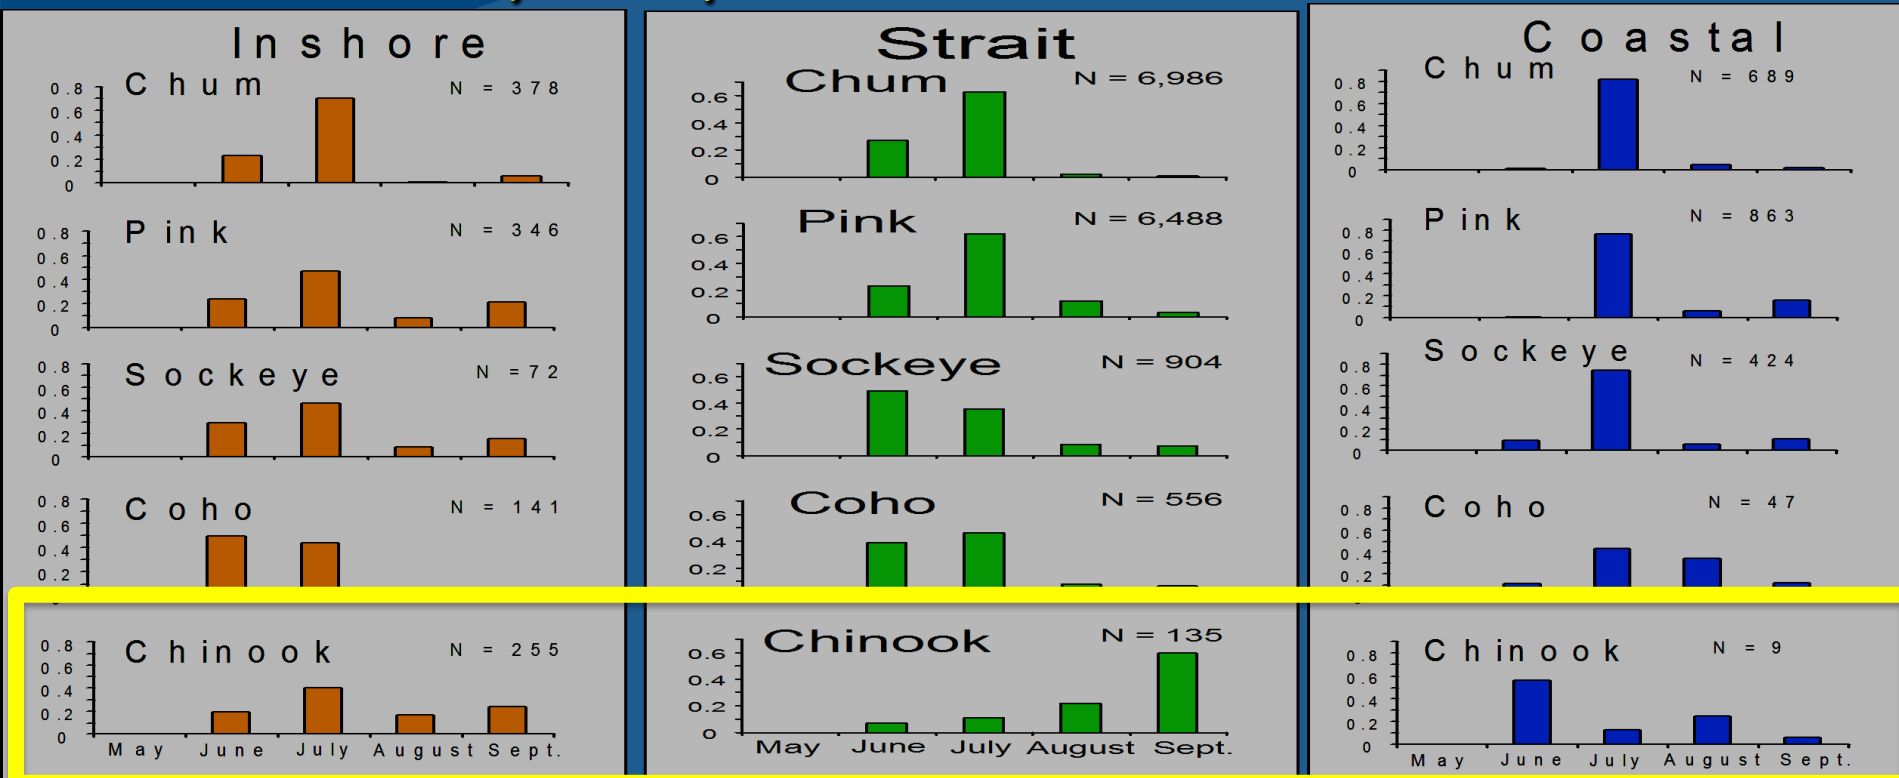 Inshore
Chum
N = 378
0.8
0.6
0.4
0.2
0
Pink
N = 346
0.8
0.6
0.4
0.2
0
Sockeye
N = 72
0.8
0.6
0.4
0.2
0
Coho
N = 141
0.8
0.6
0.4
0.2
Chinook
N = 255
0.8
0.6
0.4
0.2
0
May June July August Sept.
Strait
Chum
N = 6,986
0.6
0.4
0.2
0
Pink
N = 6,488
0.6
0.4
0.2
0
Sockeye
N = 904
0.6
0.4
0.2
0
Coho
N = 556
0.6
0.4
0.2
Chinook
N = 135
0.6
0.4
0.2
0
May June July August Sept.
Coastal
Chum
N = 689
0.8
0.6
0.4
0.2
0
Pink
N = 863
0.8
0.6
0.4
0.2
0
Sockeye
N = 424
0.8
0.6
0.4
0.2
0
Coho
N = 47
0.8
0.6
0.4
0.2
Chinook
N = 9
0.8
0.6
0.4
0.2
0
May June July August Sept.